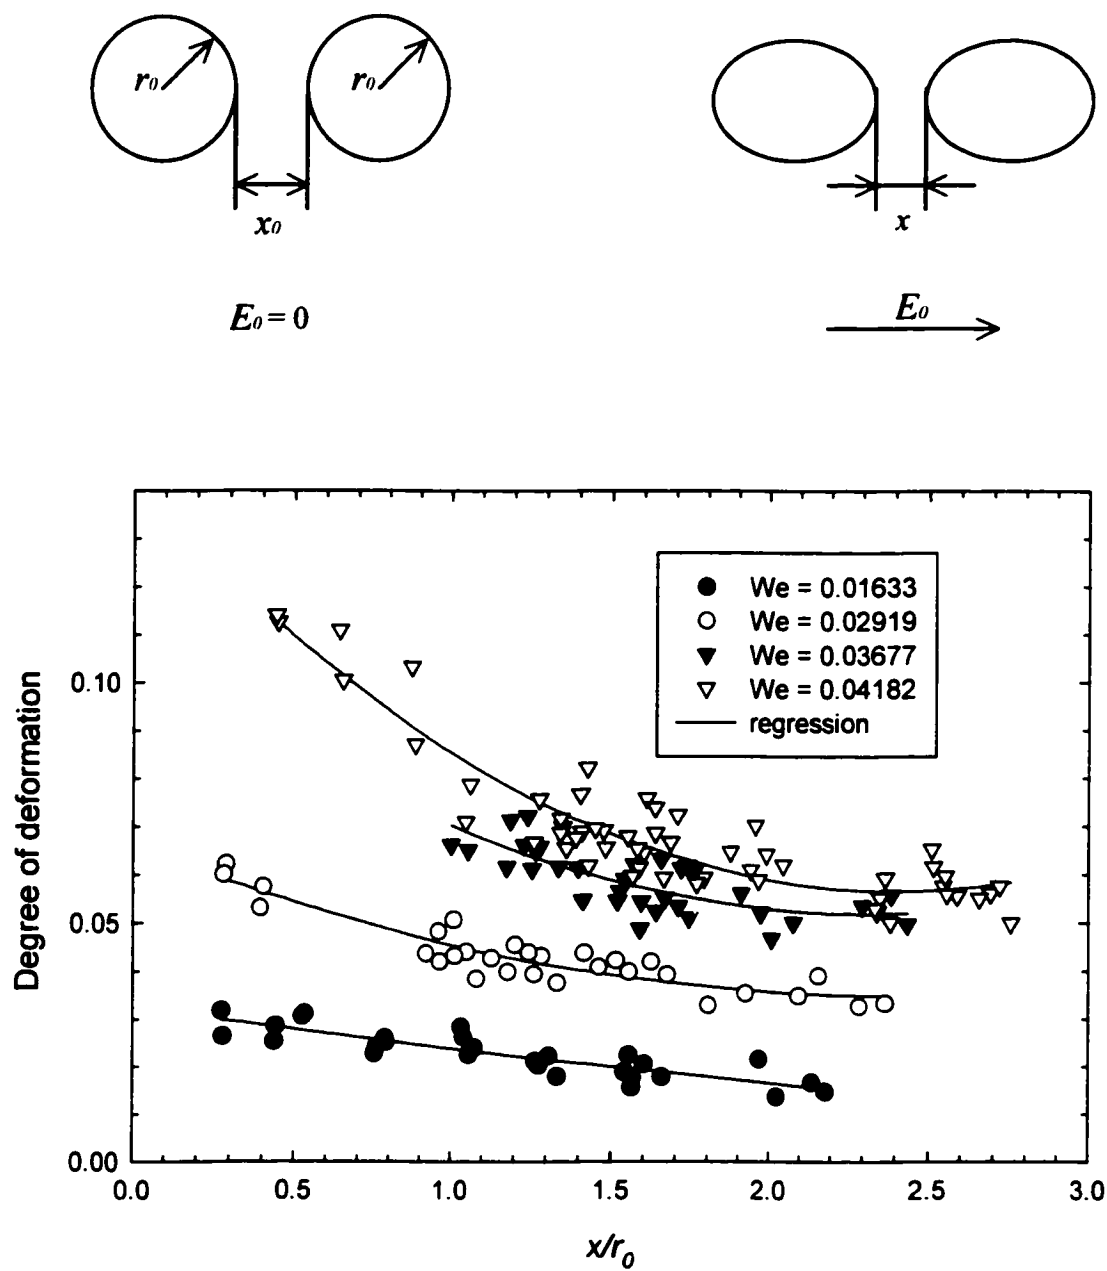 r₀ r₀
x₀ x
E₀ = 0 E₀
We = 0.01633
We = 0.02919
We = 0.03677
We = 0.04182
regression
Degree of deformation
0.10
0.05
0.00
0.0 0.5 1.0 1.5 2.0 2.5 3.0
x/r₀